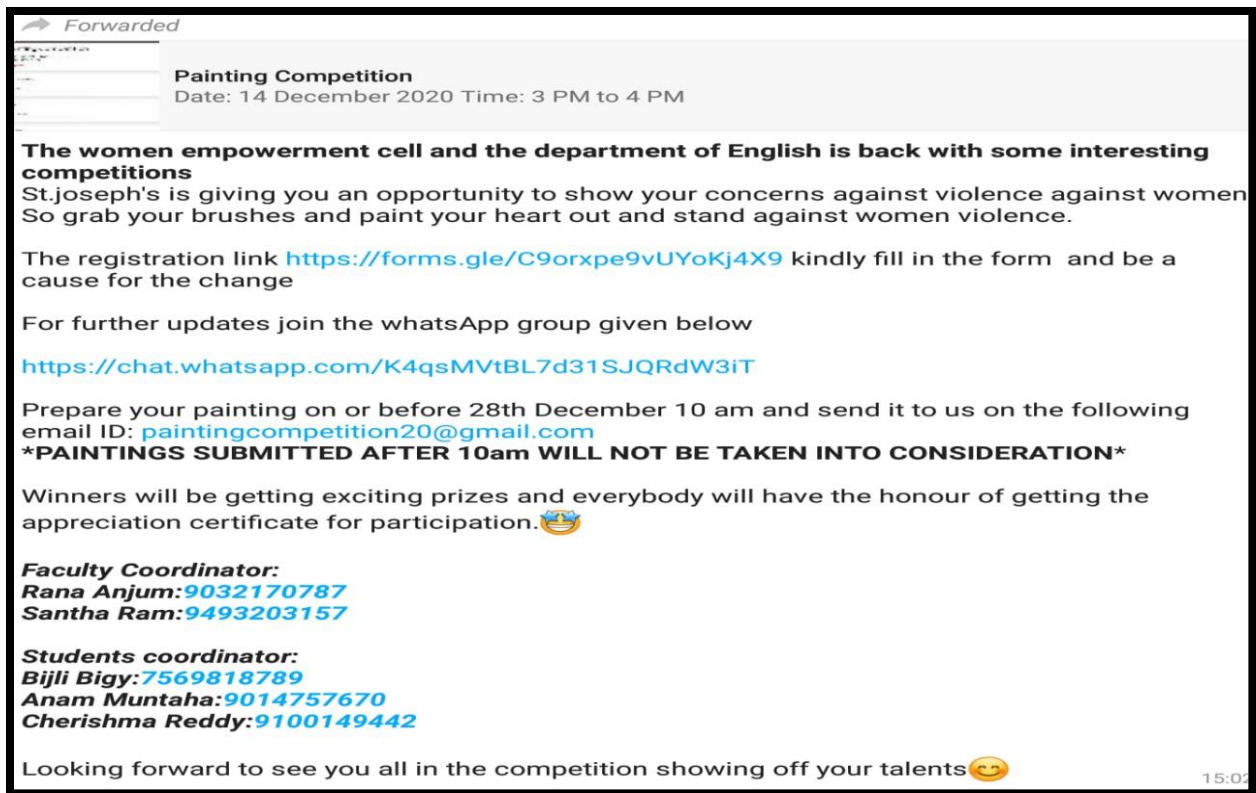 Forwarded
Painting Competition
Date: 14 December 2020 Time: 3 PM to 4 PM
The women empowerment cell and the department of English is back with some interesting
competitions
St.joseph's is giving you an opportunity to show your concerns against violence against women
So grab your brushes and paint your heart out and stand against women violence.
The registration link https://forms.gle/C9orxpe9vUYoKj4X9 kindly fill in the form and be a
cause for the change
For further updates join the whatsApp group given below
https://chat.whatsapp.com/K4qsMVtBL7d31SJQRdW3iT
Prepare your painting on or before 28th December 10 am and send it to us on the following
email ID: paintingcompetition20@gmail.com
*PAINTINGS SUBMITTED AFTER 10am WILL NOT BE TAKEN INTO CONSIDERATION*
Winners will be getting exciting prizes and everybody will have the honour of getting the
appreciation certificate for participation.🤩
Faculty Coordinator:
Rana Anjum:9032170787
Santha Ram:9493203157
Students coordinator:
Bijli Bigy:7569818789
Anam Muntaha:9014757670
Cherishma Reddy:9100149442
Looking forward to see you all in the competition showing off your talents😊
15:02